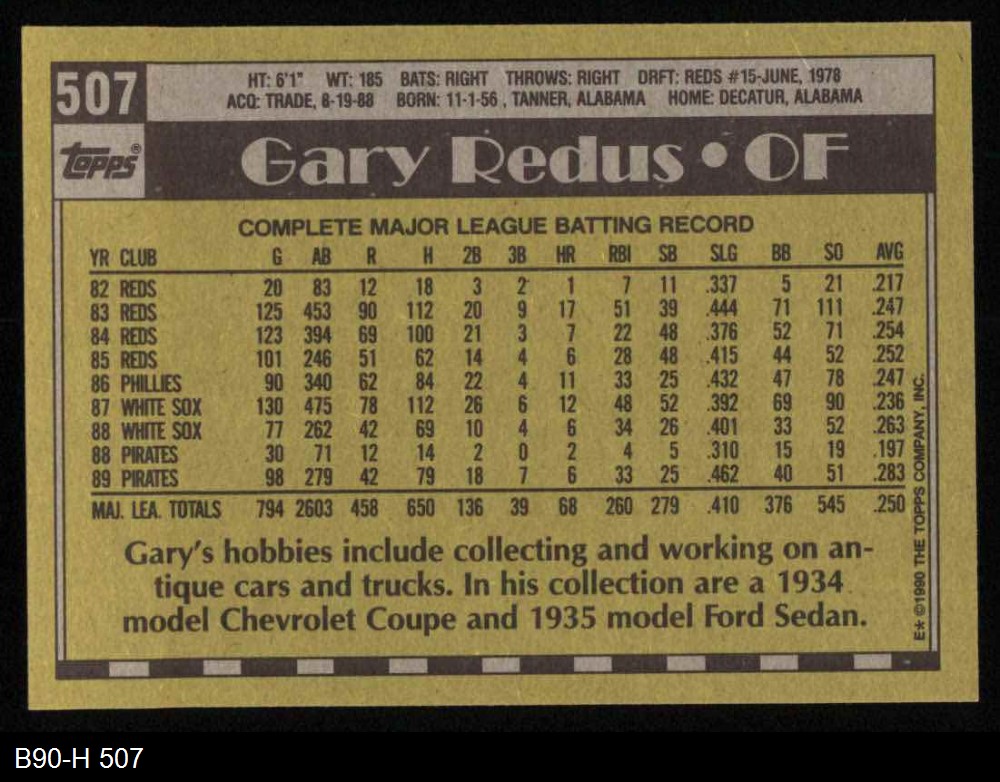 507
HT: 6'1" WT: 185 BATS: RIGHT THROWS: RIGHT DRFT: REDS #15-JUNE, 1978
ACQ: TRADE, 8-19-88 BORN: 11-1-56, TANNER, ALABAMA HOME: DECATUR, ALABAMA
topps®
Gary Redus • OF
COMPLETE MAJOR LEAGUE BATTING RECORD
YR CLUB G AB R H 2B 3B HR RBI SB SLG BB SO AVG
82 REDS 20 83 12 18 3 2 1 7 11 .337 5 21 .217
83 REDS 125 453 90 112 20 9 17 51 39 .444 71 111 .247
84 REDS 123 394 69 100 21 3 7 22 48 .376 52 71 .254
85 REDS 101 246 51 62 14 4 6 28 48 .415 44 52 .252
86 PHILLIES 90 340 62 84 22 4 11 33 25 .432 47 78 .247
87 WHITE SOX 130 475 78 112 26 6 12 48 52 .392 69 90 .236
88 WHITE SOX 77 262 42 69 10 4 6 34 26 .401 33 52 .263
88 PIRATES 30 71 12 14 2 0 2 4 5 .310 15 19 .197
89 PIRATES 98 279 42 79 18 7 6 33 25 .462 40 51 .283
MAJ. LEA. TOTALS 794 2603 458 650 136 39 68 260 279 .410 376 545 .250
Gary's hobbies include collecting and working on an-
tique cars and trucks. In his collection are a 1934
model Chevrolet Coupe and 1935 model Ford Sedan.
E* ©1990 THE TOPPS COMPANY, INC.
B90-H 507